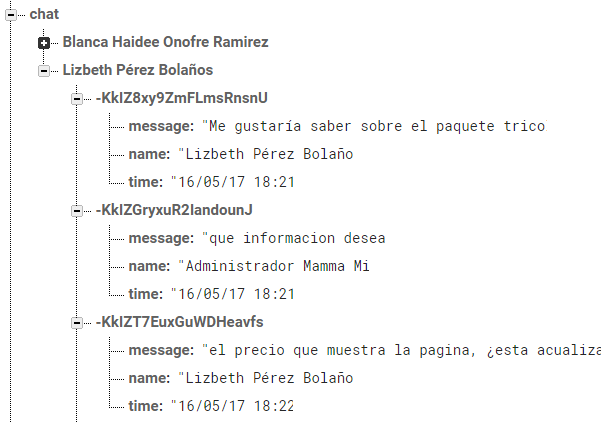 chat
Blanca Haidee Onofre Ramirez
Lizbeth Pérez Bolaños
-KkIZ8xy9ZmFLmsRnsnU
message: "Me gustaría saber sobre el paquete trico
name: "Lizbeth Pérez Bolaño
time: "16/05/17 18:21
-KkIZGryxuR2IandounJ
message: "que informacion desea
name: "Administrador Mamma Mi
time: "16/05/17 18:21
-KkIZT7EuxGuWDHeavfs
message: "el precio que muestra la pagina, ¿esta acualiza
name: "Lizbeth Pérez Bolaño
time: "16/05/17 18:22